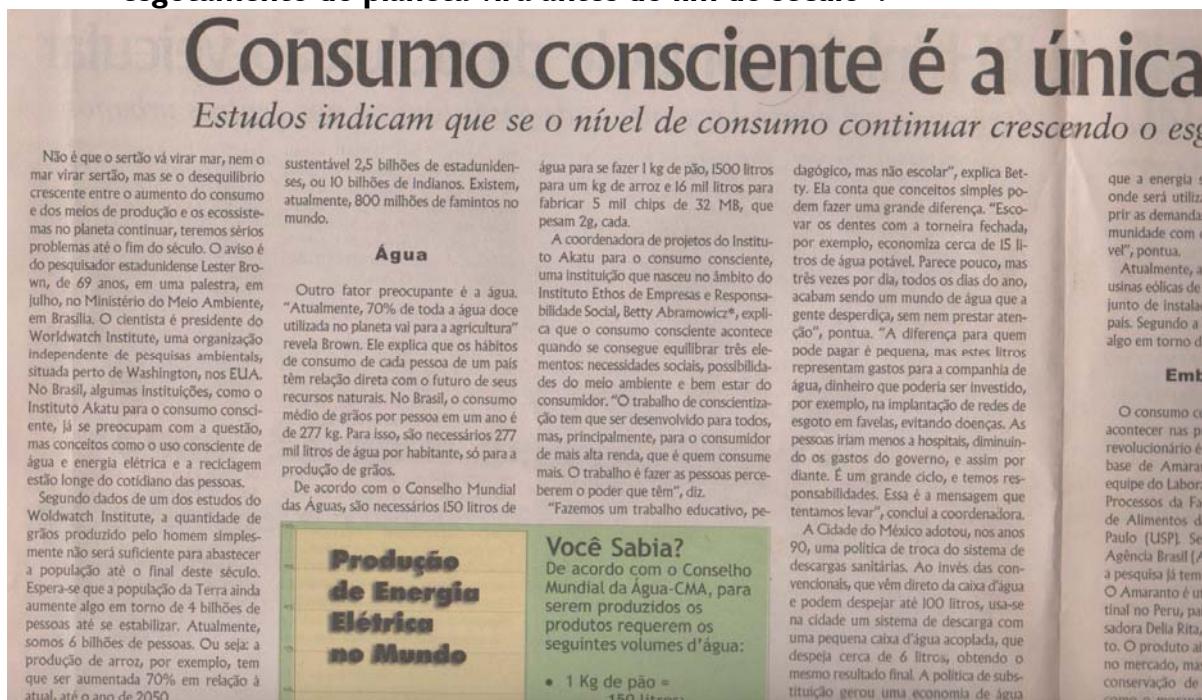 Consumo consciente é a única
Estudos indicam que se o nível de consumo continuar crescendo o esg
Não é que o sertão vá virar mar, nem o
mar virar sertão, mas se o desequilíbrio
crescente entre o aumento do consumo
e dos meios de produção e os ecossiste-
mas no planeta continuar, teremos sérios
problemas até o fim do século. O aviso é
do pesquisador estadunidense Lester Bro-
wn, de 69 anos, em uma palestra, em
julho, no Ministério do Meio Ambiente,
em Brasília. O cientista é presidente do
Worldwatch Institute, uma organização
independente de pesquisas ambientais,
situada perto de Washington, nos EUA.
No Brasil, algumas instituições, como o
Instituto Akatu para o consumo consci-
ente, já se preocupam com a questão,
mas conceitos como o uso consciente de
água e energia elétrica e a reciclagem
estão longe do cotidiano das pessoas.
Segundo dados de um dos estudos do
Woldwatch Institute, a quantidade de
grãos produzido pelo homem simples-
mente não será suficiente para abastecer
a população até o final deste século.
Espera-se que a população da Terra ainda
aumente algo em torno de 4 bilhões de
pessoas até se estabilizar. Atualmente,
somos 6 bilhões de pessoas. Ou seja: a
produção de arroz, por exemplo, tem
que ser aumentada 70% em relação à
atual, até o ano de 2050
sustentável 2,5 bilhões de estaduniden-
ses, ou 10 bilhões de indianos. Existem,
atualmente, 800 milhões de famintos no
mundo.
Água
Outro fator preocupante é a água.
"Atualmente, 70% de toda a água doce
utilizada no planeta vai para a agricultura"
revela Brown. Ele explica que os hábitos
de consumo de cada pessoa de um país
têm relação direta com o futuro de seus
recursos naturais. No Brasil, o consumo
médio de grãos por pessoa em um ano é
de 277 kg. Para isso, são necessários 277
mil litros de água por habitante, só para a
produção de grãos.
De acordo com o Conselho Mundial
das Águas, são necessários 150 litros de
água para se fazer 1 kg de pão, 1500 litros
para um kg de arroz e 16 mil litros para
fabricar 5 mil chips de 32 MB, que
pesam 2g, cada.
A coordenadora de projetos do Institu-
to Akatu para o consumo consciente,
uma instituição que nasceu no âmbito do
Instituto Ethos de Empresas e Responsa-
bilidade Social, Betty Abramowicz*, expli-
ca que o consumo consciente acontece
quando se consegue equilibrar três ele-
mentos: necessidades sociais, possibilida-
des do meio ambiente e bem estar do
consumidor. "O trabalho de conscientiza-
ção tem que ser desenvolvido para todos,
mas, principalmente, para o consumidor
de mais alta renda, que é quem consume
mais. O trabalho é fazer as pessoas perce-
berem o poder que têm", diz.
"Fazemos um trabalho educativo, pe-
dagógico, mas não escolar", explica Bet-
ty. Ela conta que conceitos simples po-
dem fazer uma grande diferença. "Esco-
var os dentes com a torneira fechada,
por exemplo, economiza cerca de 15 li-
tros de água potável. Parece pouco, mas
três vezes por dia, todos os dias do ano,
acabam sendo um mundo de água que a
gente desperdiça, sem nem prestar aten-
ção", pontua. "A diferença para quem
pode pagar é pequena, mas estes litros
representam gastos para a companhia de
água, dinheiro que poderia ser investido,
por exemplo, na implantação de redes de
esgoto em favelas, evitando doenças. As
pessoas iriam menos a hospitais, diminuin-
do os gastos do governo, e assim por
diante. É um grande ciclo, e temos res-
ponsabilidades. Essa é a mensagem que
tentamos levar", conclui a coordenadora.
A Cidade do México adotou, nos anos
90, uma política de troca do sistema de
descargas sanitárias. Ao invés das con-
vencionais, que vêm direto da caixa d'água
e podem despejar até 100 litros, usa-se
na cidade um sistema de descarga com
uma pequena caixa d'água acoplada, que
despeja cerca de 6 litros, obtendo o
mesmo resultado final. A política de subs-
tituição gerou uma economia de água
que a energia s
onde será utiliza
prir as demanda
munidade com
vel"; pontua.
Atualmente, a
usinas eólicas de
junto de instala
país. Segundo
algo em torno d
Emb
O consumo
acontecer nas p
revolucionário e
base de Amara
equipe do Labor
Processos da Fa
de Alimentos
Paulo (USP). Se
Agência Brasil (A
a pesquisa já tem
O Amaranto é ut
tinal no Peru, pa
sadora Delia Rita,
to. O produto ai
no mercado, mas
conservação de
Produção
de Energia
Elétrica
no Mundo
Você Sabia?
De acordo com o Conselho
Mundial da Água-CMA, para
serem produzidos os
produtos requerem os
seguintes volumes d'água:
• 1 Kg de pão =
150 litros;